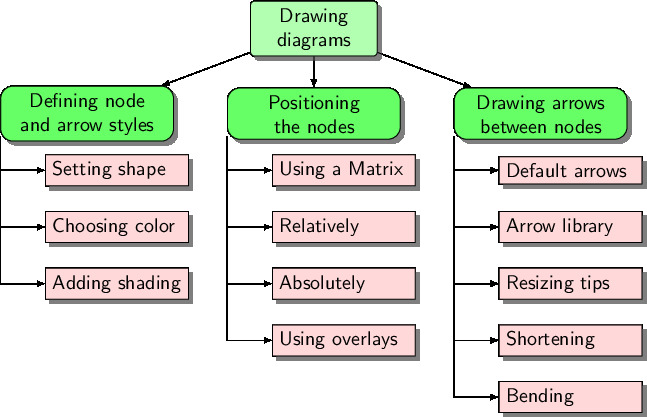 Drawing
diagrams
Defining node
and arrow styles
Setting shape
Choosing color
Adding shading
Positioning
the nodes
Using a Matrix
Relatively
Absolutely
Using overlays
Drawing arrows
between nodes
Default arrows
Arrow library
Resizing tips
Shortening
Bending